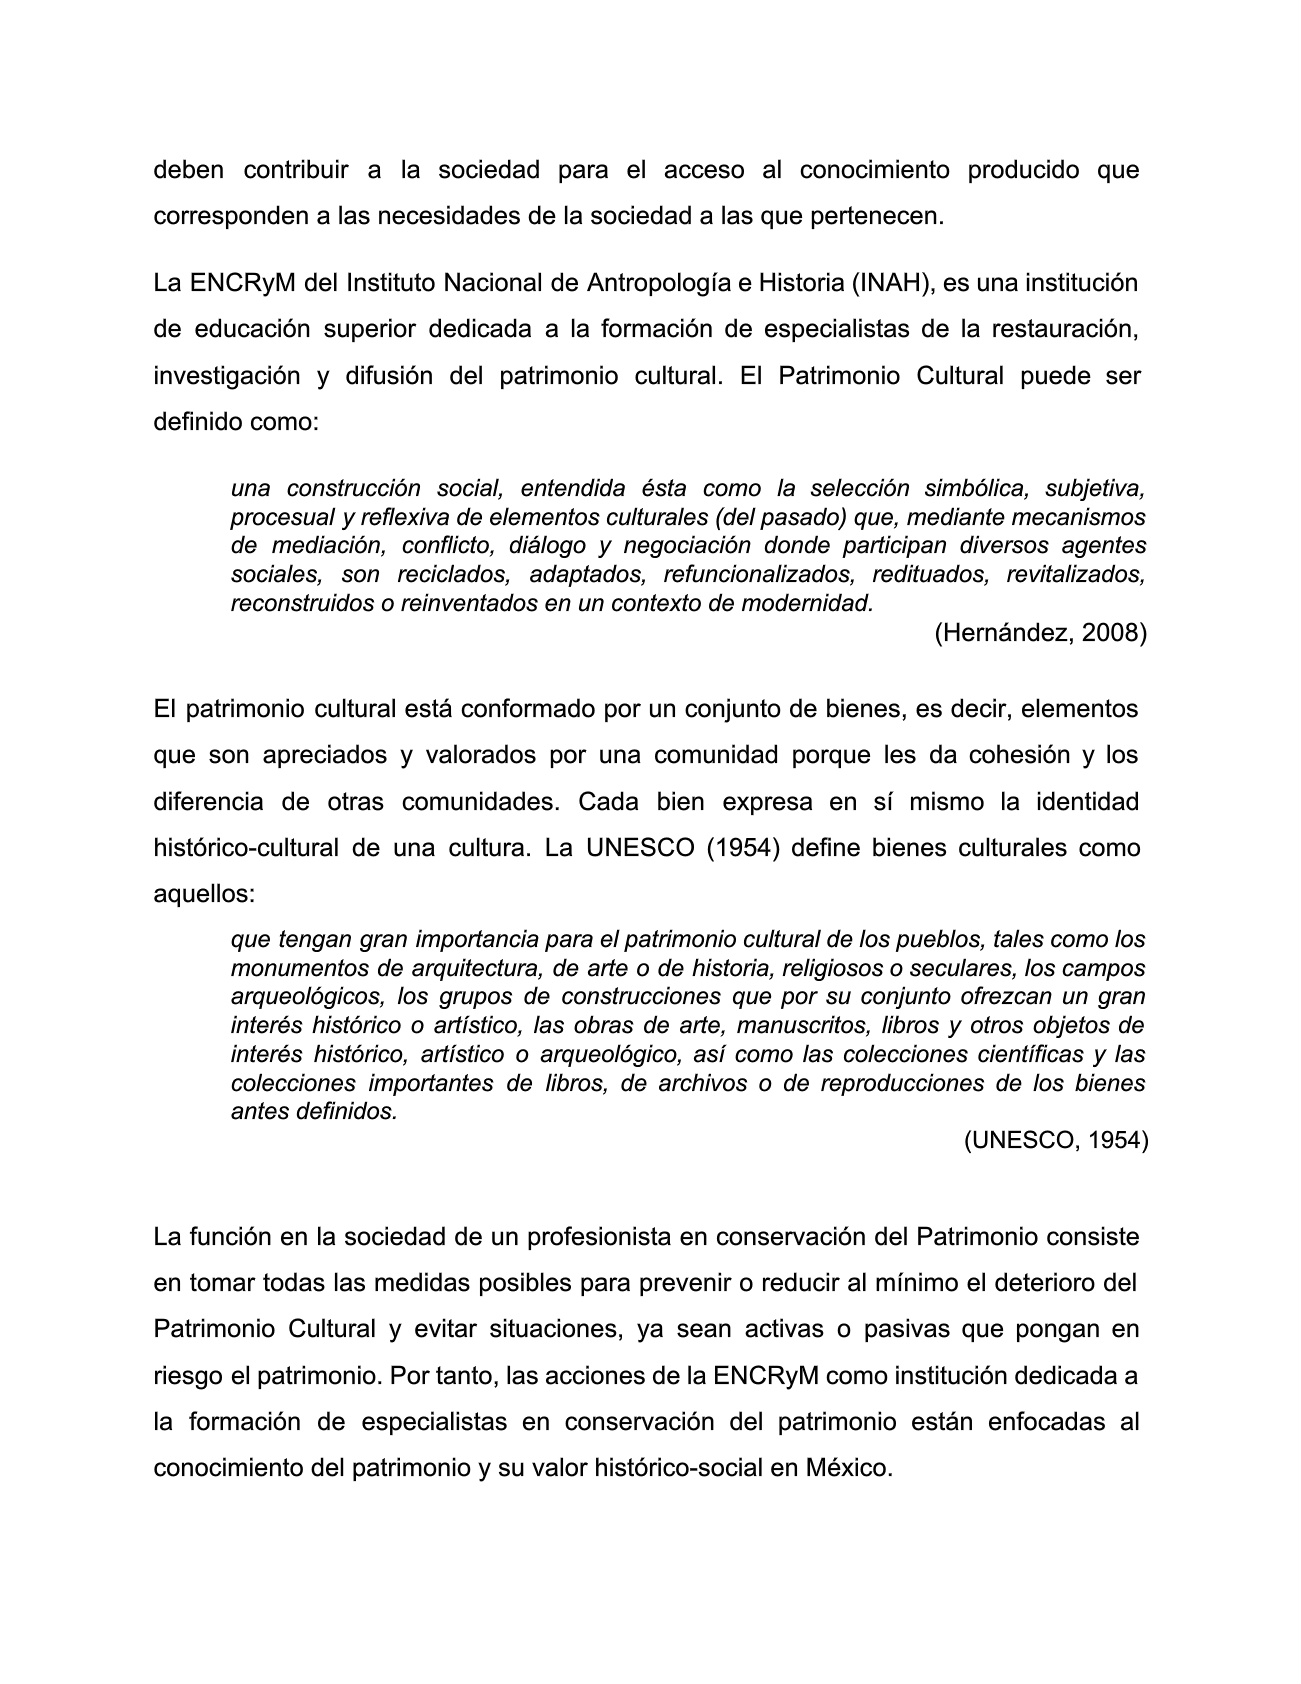 deben contribuir a la sociedad para el acceso al conocimiento producido que
corresponden a las necesidades de la sociedad a las que pertenecen.
La ENCRyM del Instituto Nacional de Antropología e Historia (INAH), es una institución
de educación superior dedicada a la formación de especialistas de la restauración,
investigación y difusión del patrimonio cultural. El Patrimonio Cultural puede ser
definido como:
una construcción social, entendida ésta como la selección simbólica, subjetiva,
procesual y reflexiva de elementos culturales (del pasado) que, mediante mecanismos
de mediación, conflicto, diálogo y negociación donde participan diversos agentes
sociales, son reciclados, adaptados, refuncionalizados, redituados, revitalizados,
reconstruidos o reinventados en un contexto de modernidad.
(Hernández, 2008)
El patrimonio cultural está conformado por un conjunto de bienes, es decir, elementos
que son apreciados y valorados por una comunidad porque les da cohesión y los
diferencia de otras comunidades. Cada bien expresa en sí mismo la identidad
histórico-cultural de una cultura. La UNESCO (1954) define bienes culturales como
aquellos:
que tengan gran importancia para el patrimonio cultural de los pueblos, tales como los
monumentos de arquitectura, de arte o de historia, religiosos o seculares, los campos
arqueológicos, los grupos de construcciones que por su conjunto ofrezcan un gran
interés histórico o artístico, las obras de arte, manuscritos, libros y otros objetos de
interés histórico, artístico o arqueológico, así como las colecciones científicas y las
colecciones importantes de libros, de archivos o de reproducciones de los bienes
antes definidos.
(UNESCO, 1954)
La función en la sociedad de un profesionista en conservación del Patrimonio consiste
en tomar todas las medidas posibles para prevenir o reducir al mínimo el deterioro del
Patrimonio Cultural y evitar situaciones, ya sean activas o pasivas que pongan en
riesgo el patrimonio. Por tanto, las acciones de la ENCRyM como institución dedicada a
la formación de especialistas en conservación del patrimonio están enfocadas al
conocimiento del patrimonio y su valor histórico-social en México.